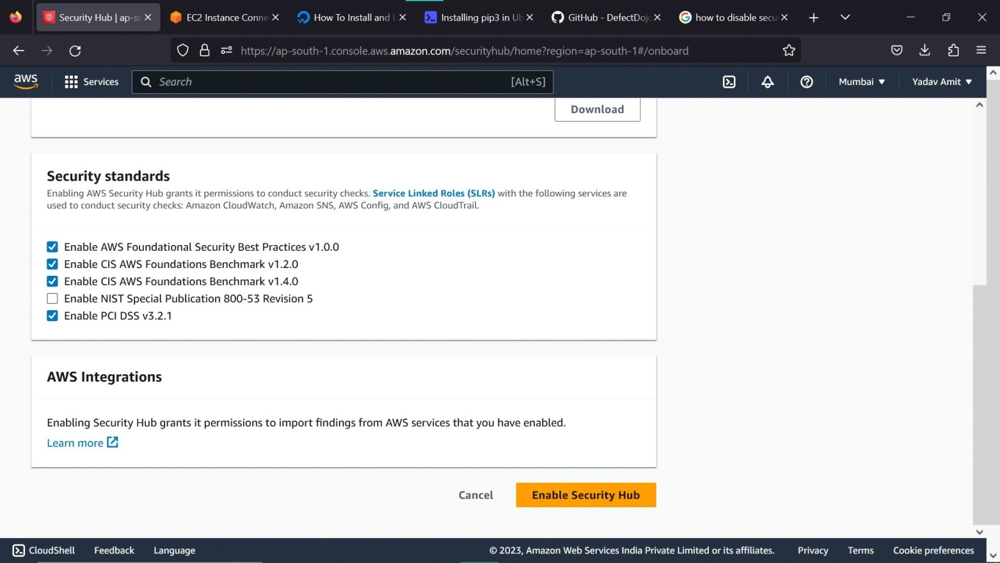 Security Hub | ap-so
EC2 Instance Conne
How To Install and U
Installing pip3 in Ub
GitHub - DefectDojo
how to disable secu
https://ap-south-1.console.aws.amazon.com/securityhub/home?region=ap-south-1#/onboard
aws
Services
Search
[Alt+S]
Mumbai
Yadav Amit
Download
Security standards
Enabling AWS Security Hub grants it permissions to conduct security checks. Service Linked Roles (SLRs) with the following services are
used to conduct security checks: Amazon CloudWatch, Amazon SNS, AWS Config, and AWS CloudTrail.
Enable AWS Foundational Security Best Practices v1.0.0
Enable CIS AWS Foundations Benchmark v1.2.0
Enable CIS AWS Foundations Benchmark v1.4.0
Enable NIST Special Publication 800-53 Revision 5
Enable PCI DSS v3.2.1
AWS Integrations
Enabling Security Hub grants it permissions to import findings from AWS services that you have enabled.
Learn more
Cancel
Enable Security Hub
CloudShell
Feedback
Language
© 2023, Amazon Web Services India Private Limited or its affiliates.
Privacy
Terms
Cookie preferences